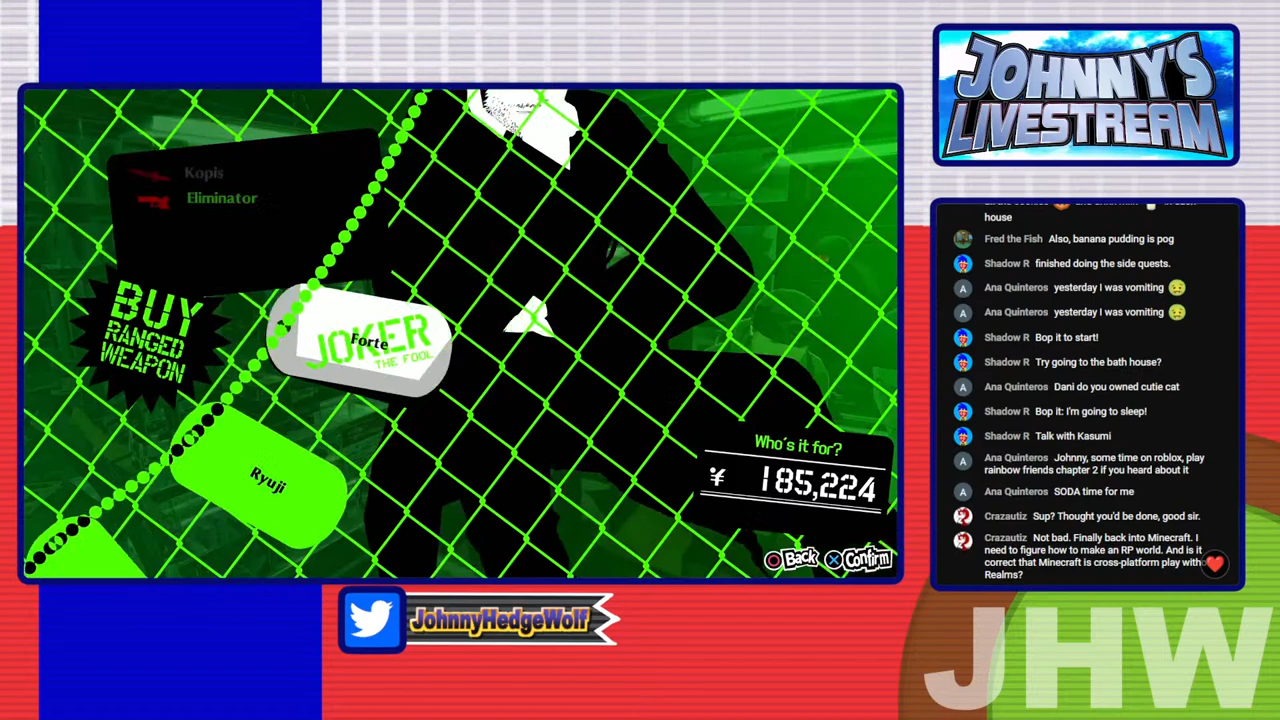 JOHNNY'S
LIVESTREAM
Kopis
Eliminator
BUY
RANGED
WEAPON
JOKER
THE FOOL
Forte
Ryuji
Who's it for?
¥ 185,224
Back Confirm
house
Fred the Fish Also, banana pudding is pog
Shadow R finished doing the side quests.
A Ana Quinteros yesterday I was vomiting 🤢
A Ana Quinteros yesterday I was vomiting 🤢
Shadow R Bop it to start!
Shadow R Try going to the bath house?
A Ana Quinteros Dani do you owned cutie cat
Shadow R Bop it: I'm going to sleep!
Shadow R Talk with Kasumi
A Ana Quinteros Johnny, some time on roblox, play
rainbow friends chapter 2 if you heard about it
A Ana Quinteros SODA time for me
Crazautiz Sup? Thought you'd be done, good sir.
Crazautiz Not bad. Finally back into Minecraft. I
need to figure how to make an RP world. And is it
correct that Minecraft is cross-platform play with
Realms?
JohnnyHedgeWolf
JHW